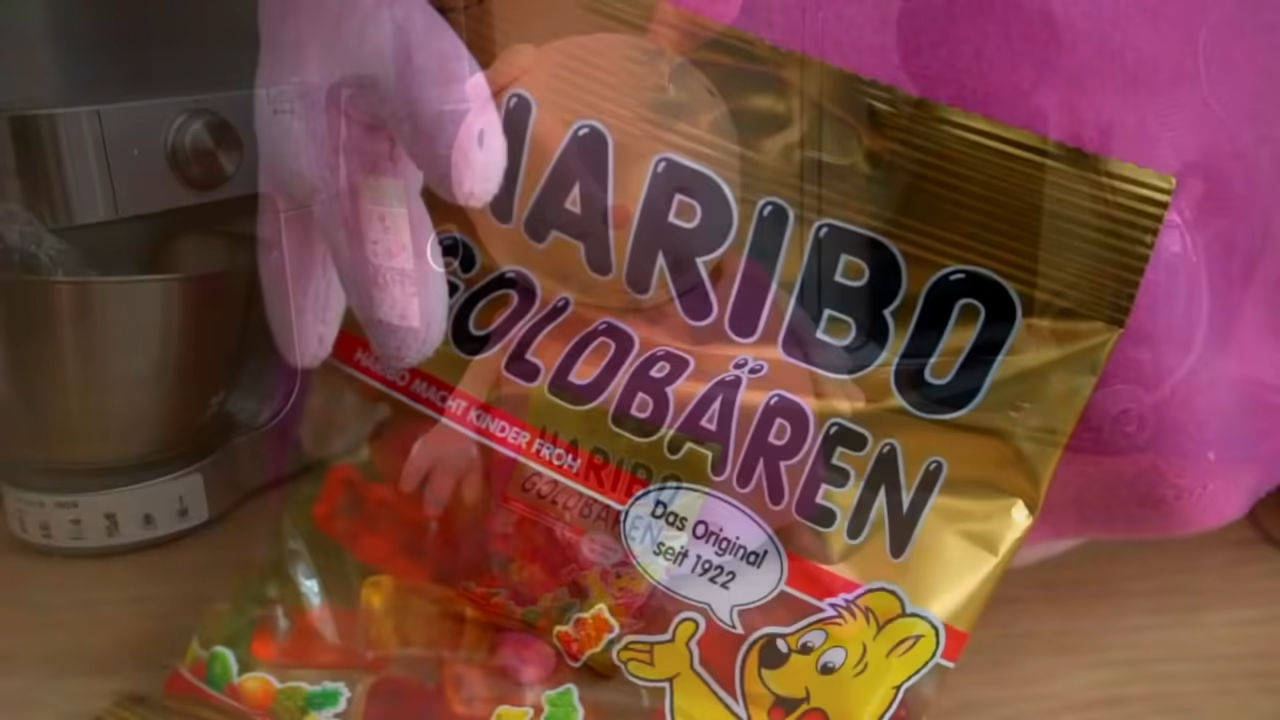 HARIBO
GOLDBÄREN
HARIBO MACHT KINDER FROH
HARIBO
GOLDBÄREN
Das Original
seit 1922